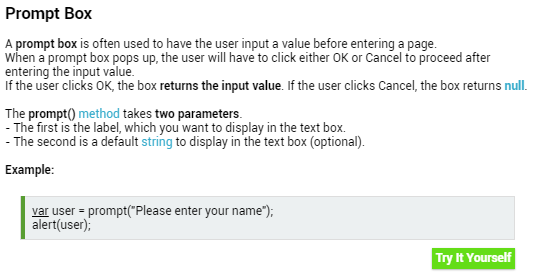 Prompt Box
A prompt box is often used to have the user input a value before entering a page.
When a prompt box pops up, the user will have to click either OK or Cancel to proceed after
entering the input value.
If the user clicks OK, the box returns the input value. If the user clicks Cancel, the box returns null.
The prompt() method takes two parameters.
- The first is the label, which you want to display in the text box.
- The second is a default string to display in the text box (optional).
Example:
var user = prompt("Please enter your name");
alert(user);
Try It Yourself